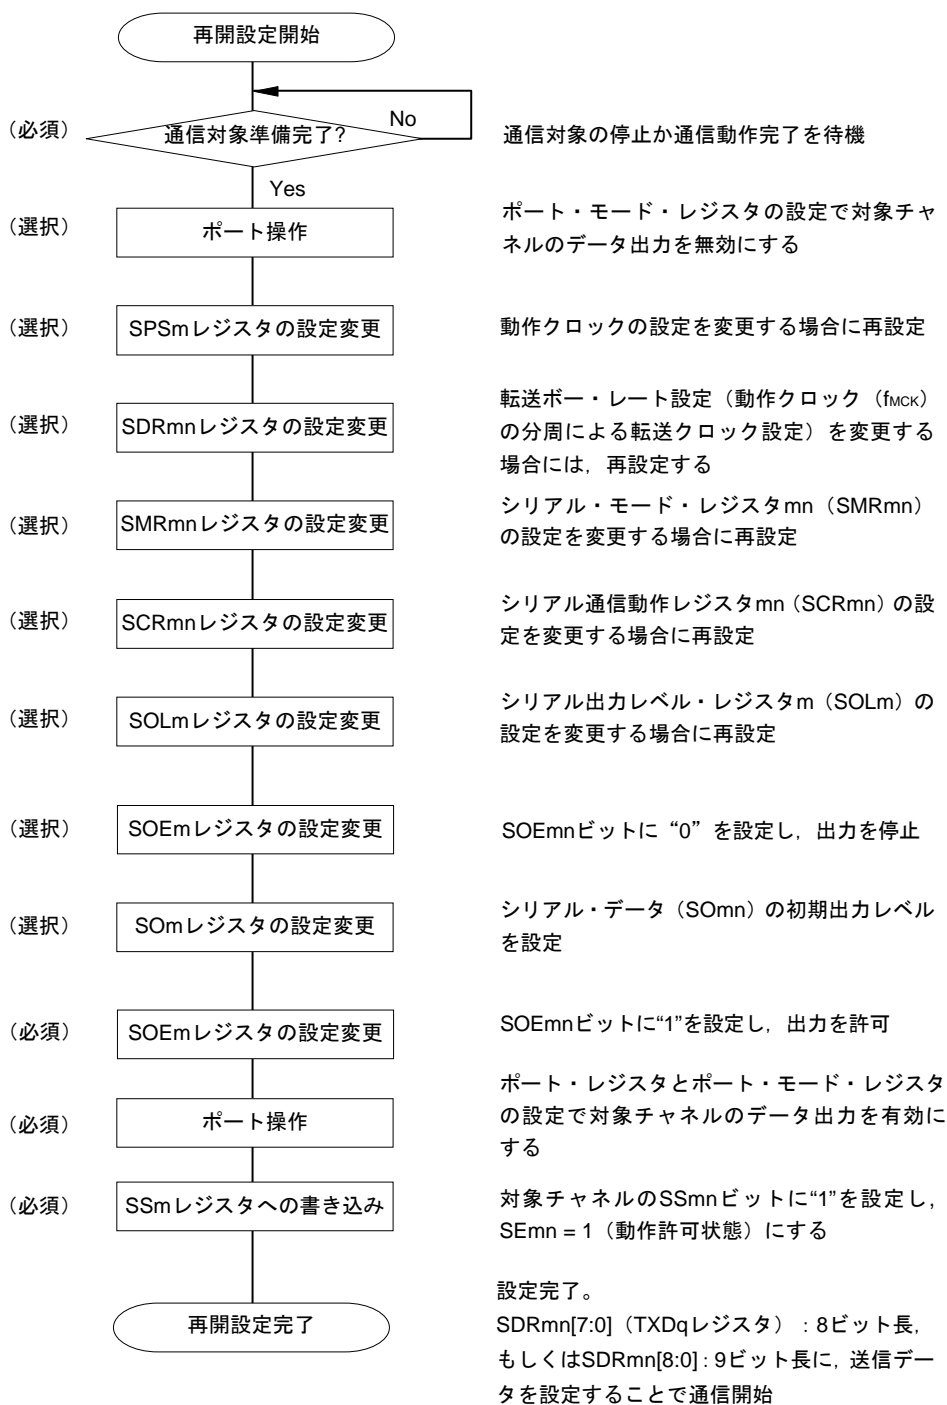 再開設定開始
(必須)
通信対象準備完了?
No
通信対象の停止か通信動作完了を待機
Yes
(選択)
ポート操作
ポート・モード・レジスタの設定で対象チャ
ネルのデータ出力を無効にする
(選択)
SPSmレジスタの設定変更
動作クロックの設定を変更する場合に再設定
(選択)
SDRmnレジスタの設定変更
転送ボー・レート設定(動作クロック(fMCK)
の分周による転送クロック設定)を変更する
場合には,再設定する
(選択)
SMRmnレジスタの設定変更
シリアル・モード・レジスタmn(SMRmn)
の設定を変更する場合に再設定
(選択)
SCRmnレジスタの設定変更
シリアル通信動作レジスタmn(SCRmn)の設
定を変更する場合に再設定
(選択)
SOLmレジスタの設定変更
シリアル出力レベル・レジスタm(SOLm)の
設定を変更する場合に再設定
(選択)
SOEmレジスタの設定変更
SOEmnビットに“0”を設定し,出力を停止
(選択)
SOmレジスタの設定変更
シリアル・データ(SOmn)の初期出力レベル
を設定
(必須)
SOEmレジスタの設定変更
SOEmnビットに“1”を設定し,出力を許可
(必須)
ポート操作
ポート・レジスタとポート・モード・レジスタ
の設定で対象チャネルのデータ出力を有効に
する
(必須)
SSmレジスタへの書き込み
対象チャネルのSSmnビットに“1”を設定し,
SEmn = 1(動作許可状態)にする
再開設定完了
設定完了。
SDRmn[7:0](TXDqレジスタ):8ビット長,
もしくはSDRmn[8:0]:9ビット長に,送信デー
タを設定することで通信開始